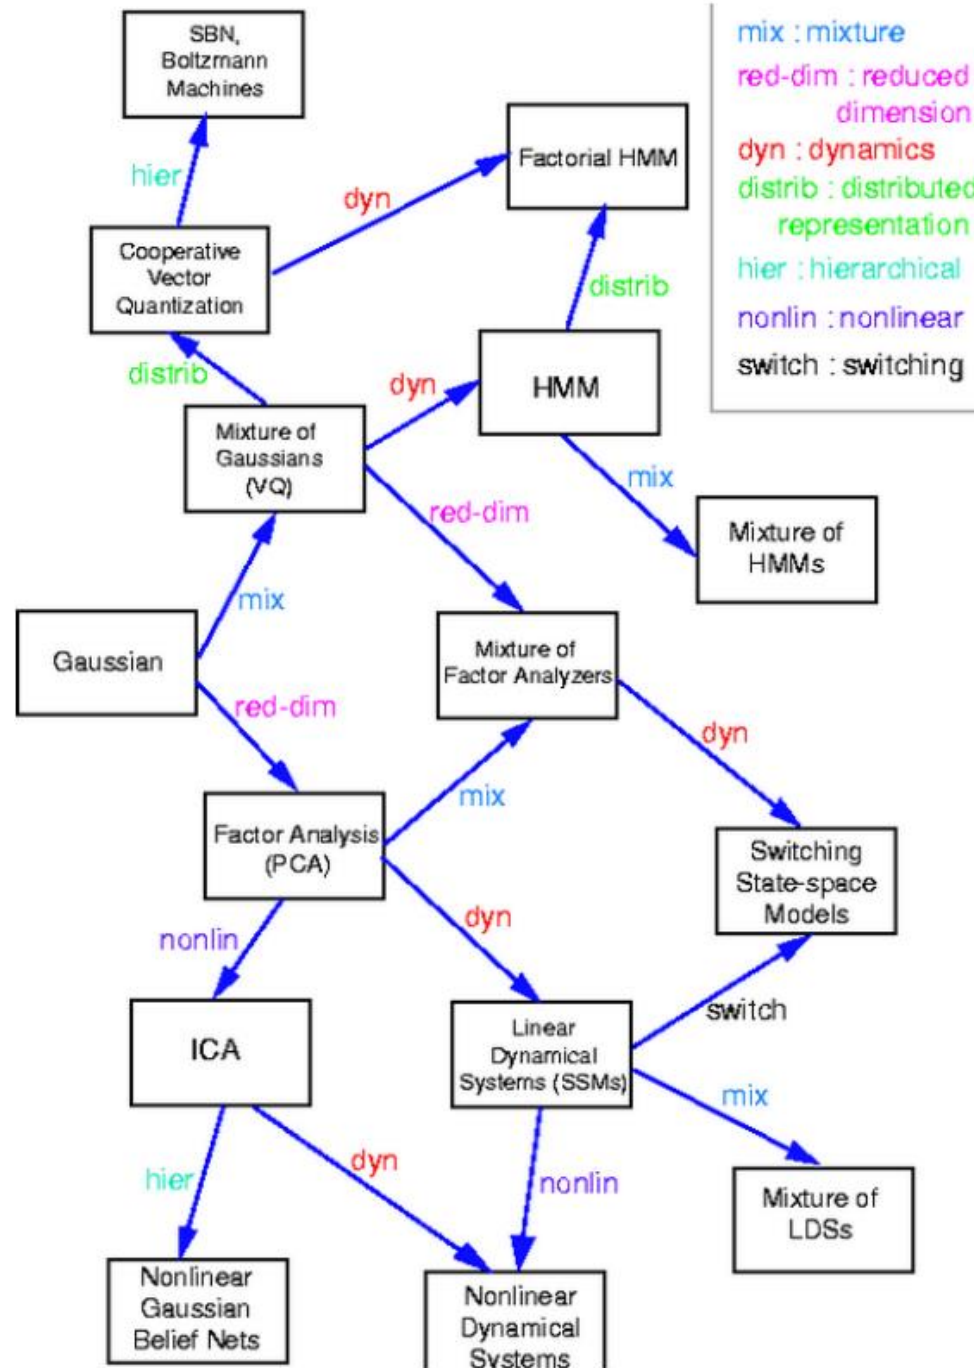 SBN,
Boltzmann
Machines
mix : mixture
red-dim : reduced
dimension
dyn : dynamics
distrib : distributed
representation
hier : hierarchical
nonlin : nonlinear
switch : switching
hier
dyn
Factorial HMM
Cooperative
Vector
Quantization
distrib
distrib
dyn
HMM
Mixture of
Gaussians
(VQ)
mix
red-dim
Mixture of
HMMs
mix
Gaussian
Mixture of
Factor Analyzers
red-dim
dyn
mix
Factor Analysis
(PCA)
Switching
State-space
Models
nonlin
dyn
switch
ICA
Linear
Dynamical
Systems (SSMs)
mix
hier
dyn
nonlin
Mixture of
LDSs
Nonlinear
Gaussian
Belief Nets
Nonlinear
Dynamical
Systems